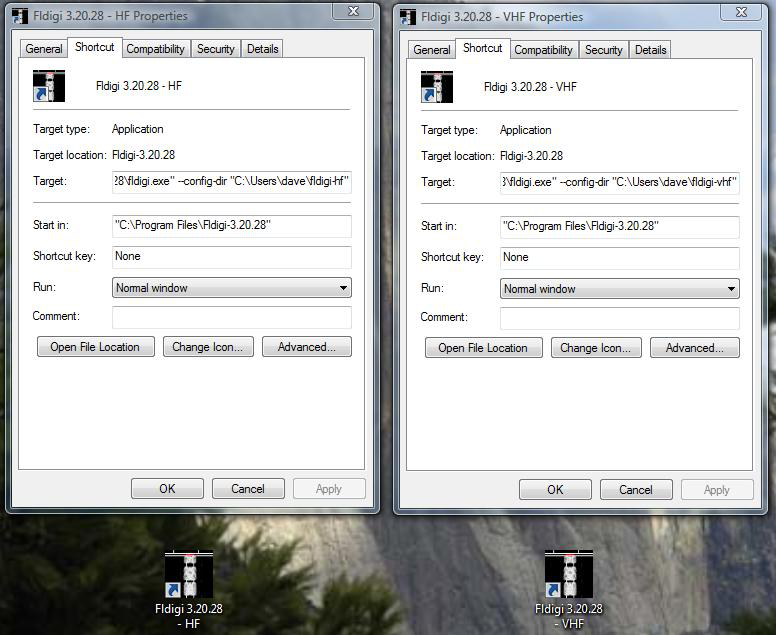 Fldigi 3.20.28 - HF Properties
General Shortcut Compatibility Security Details
Fldigi 3.20.28 - HF
Target type: Application
Target location: Fldigi-3.20.28
Target: 28\fldigi.exe" --config-dir "C:\Users\dave\fldigi-hf"
Start in: "C:\Program Files\Fldigi-3.20.28"
Shortcut key: None
Run: Normal window
Comment:
Open File Location Change Icon... Advanced...
OK Cancel Apply
Fldigi 3.20.28 - VHF Properties
General Shortcut Compatibility Security Details
Fldigi 3.20.28 - VHF
Target type: Application
Target location: Fldigi-3.20.28
Target: \fldigi.exe" --config-dir "C:\Users\dave\fldigi-vhf"
Start in: "C:\Program Files\Fldigi-3.20.28"
Shortcut key: None
Run: Normal window
Comment:
Open File Location Change Icon... Advanced...
OK Cancel Apply
Fldigi 3.20.28
- HF
Fldigi 3.20.28
- VHF